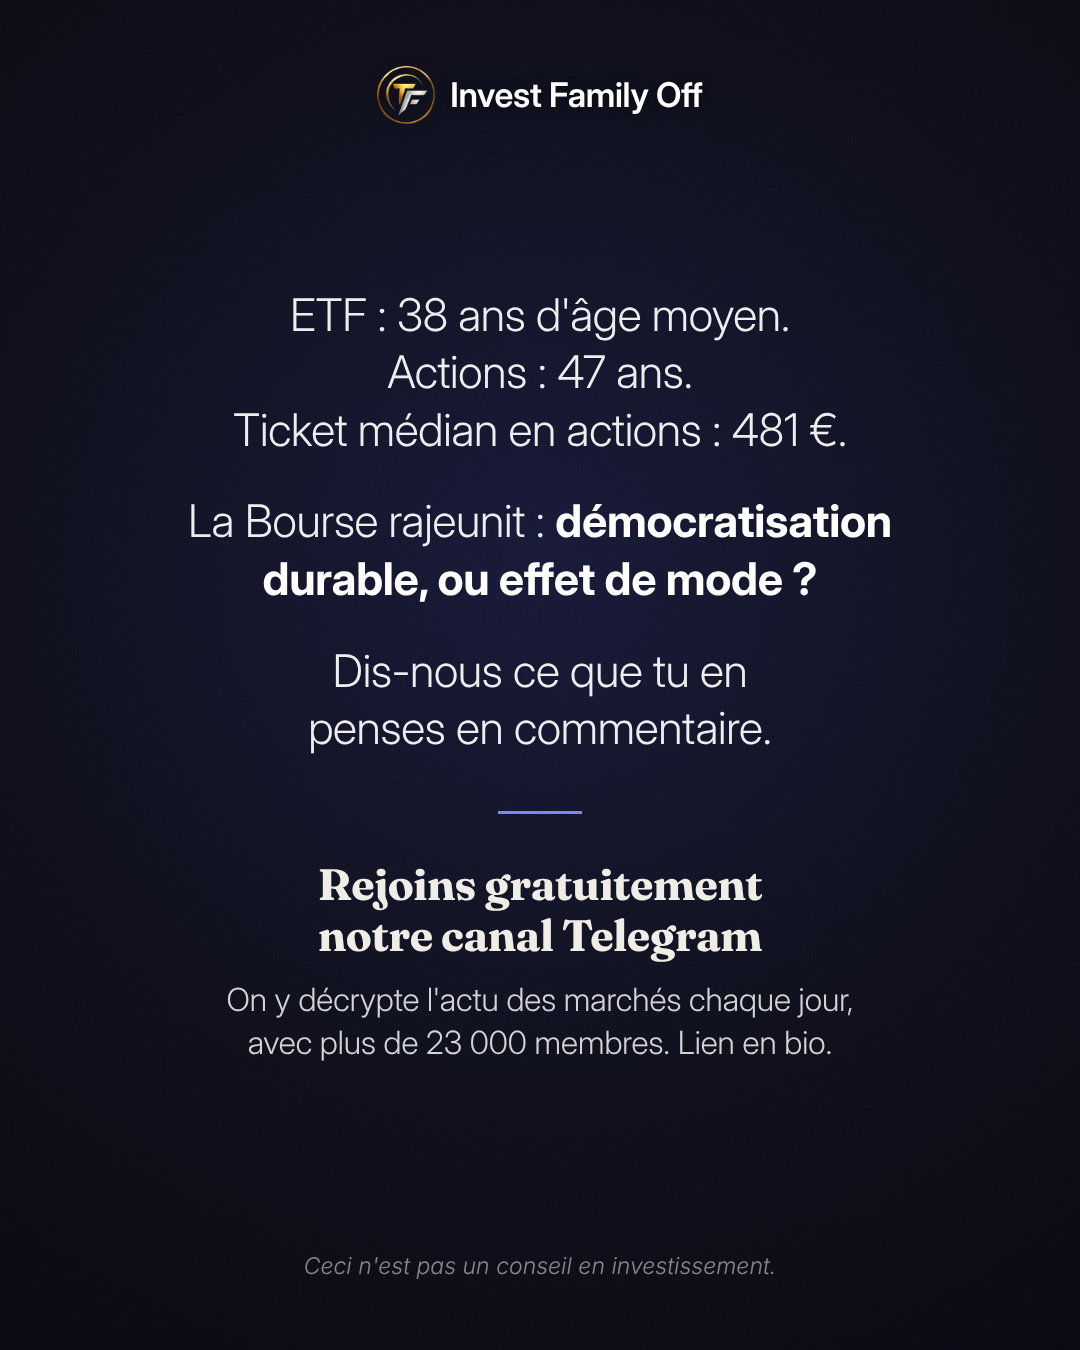 TF Invest Family Off
ETF : 38 ans d'âge moyen.
Actions : 47 ans.
Ticket médian en actions : 481 €.
La Bourse rajeunit : démocratisation
durable, ou effet de mode ?
Dis-nous ce que tu en
penses en commentaire.
Rejoins gratuitement
notre canal Telegram
On y décrypte l'actu des marchés chaque jour,
avec plus de 23 000 membres. Lien en bio.
Ceci n'est pas un conseil en investissement.